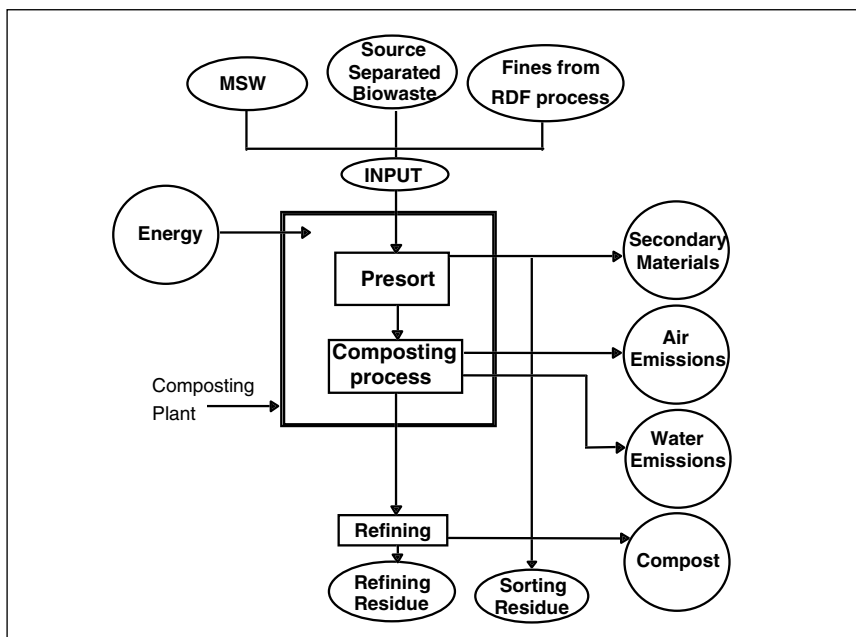 MSW
Source
Separated
Biowaste
Fines from
RDF process
INPUT
Energy
Presort
Secondary
Materials
Composting
process
Air
Emissions
Composting
Plant
Water
Emissions
Refining
Compost
Refining
Residue
Sorting
Residue